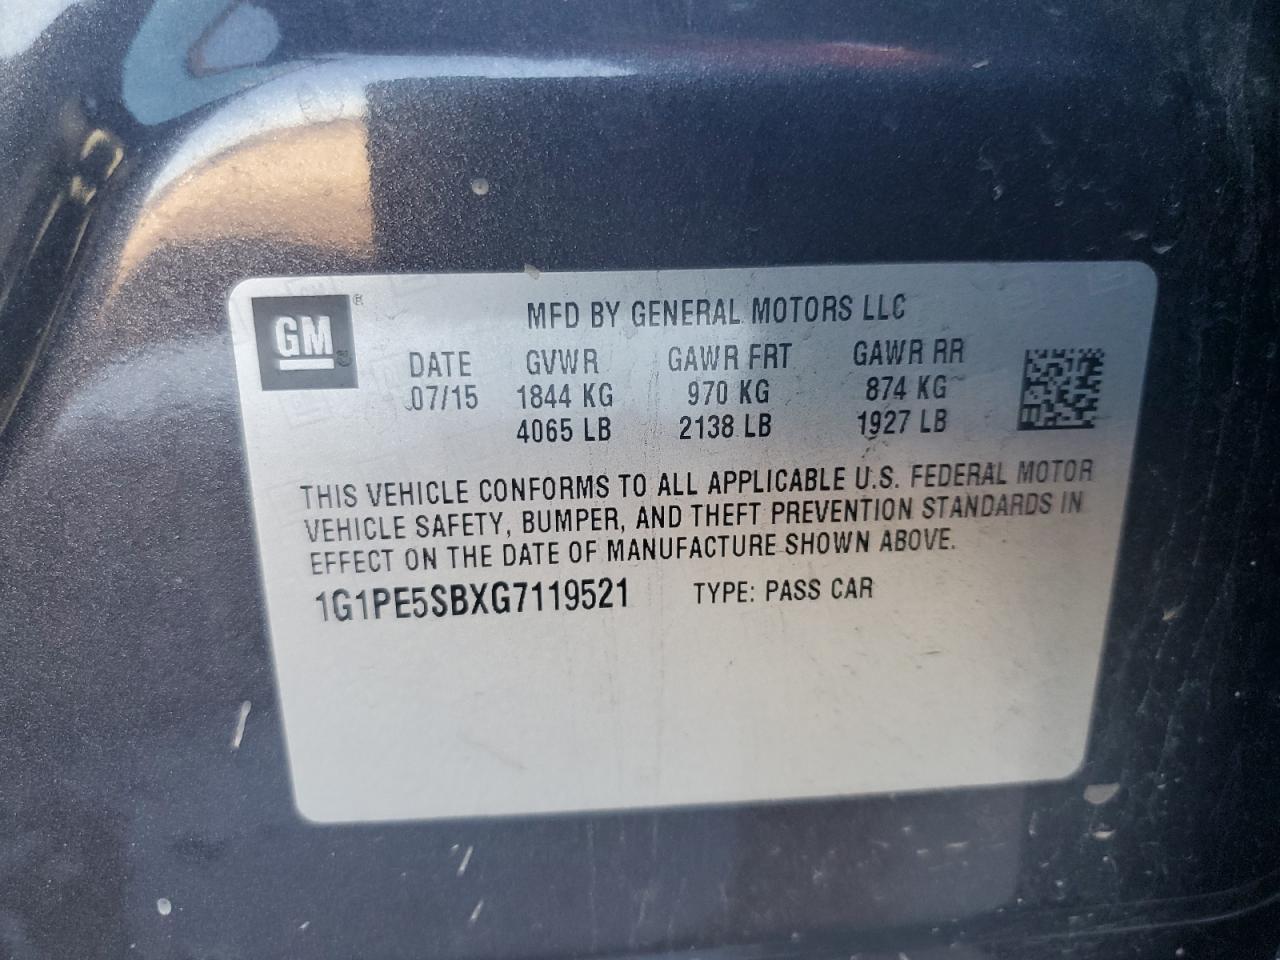 GM ®
MFD BY GENERAL MOTORS LLC
DATE GVWR GAWR FRT GAWR RR
07/15 1844 KG 970 KG 874 KG
4065 LB 2138 LB 1927 LB
THIS VEHICLE CONFORMS TO ALL APPLICABLE U.S. FEDERAL MOTOR
VEHICLE SAFETY, BUMPER, AND THEFT PREVENTION STANDARDS IN
EFFECT ON THE DATE OF MANUFACTURE SHOWN ABOVE.
1G1PE5SBXG7119521 TYPE: PASS CAR